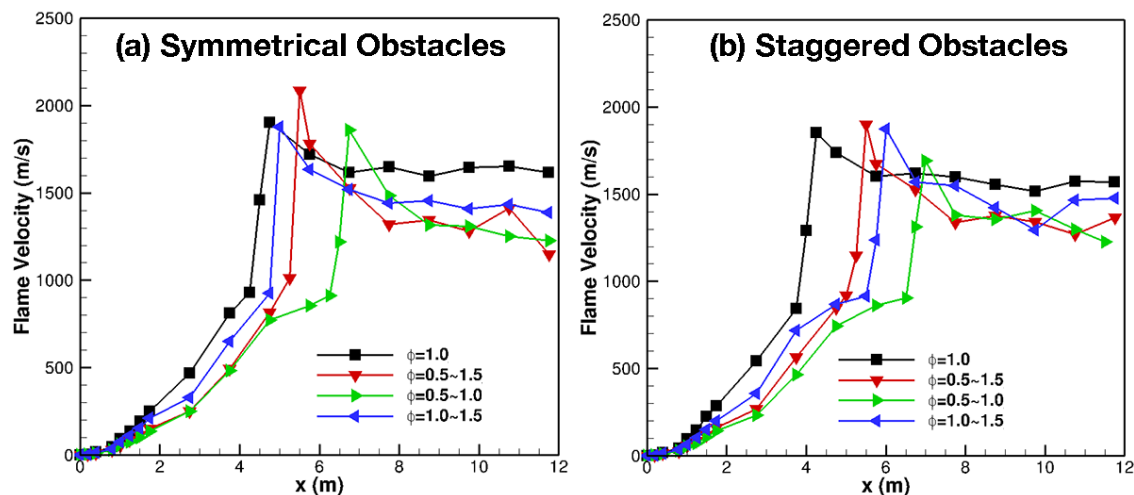 (a) Symmetrical Obstacles
Flame Velocity (m/s)
2500
2000
1500
1000
500
0
0 2 4 6 8 10 12
x (m)
ϕ=1.0
ϕ=0.5~1.5
ϕ=0.5~1.0
ϕ=1.0~1.5
(b) Staggered Obstacles
Flame Velocity (m/s)
2500
2000
1500
1000
500
0
2 4 6 8 10 12
x (m)
ϕ=1.0
ϕ=0.5~1.5
ϕ=0.5~1.0
ϕ=1.0~1.5